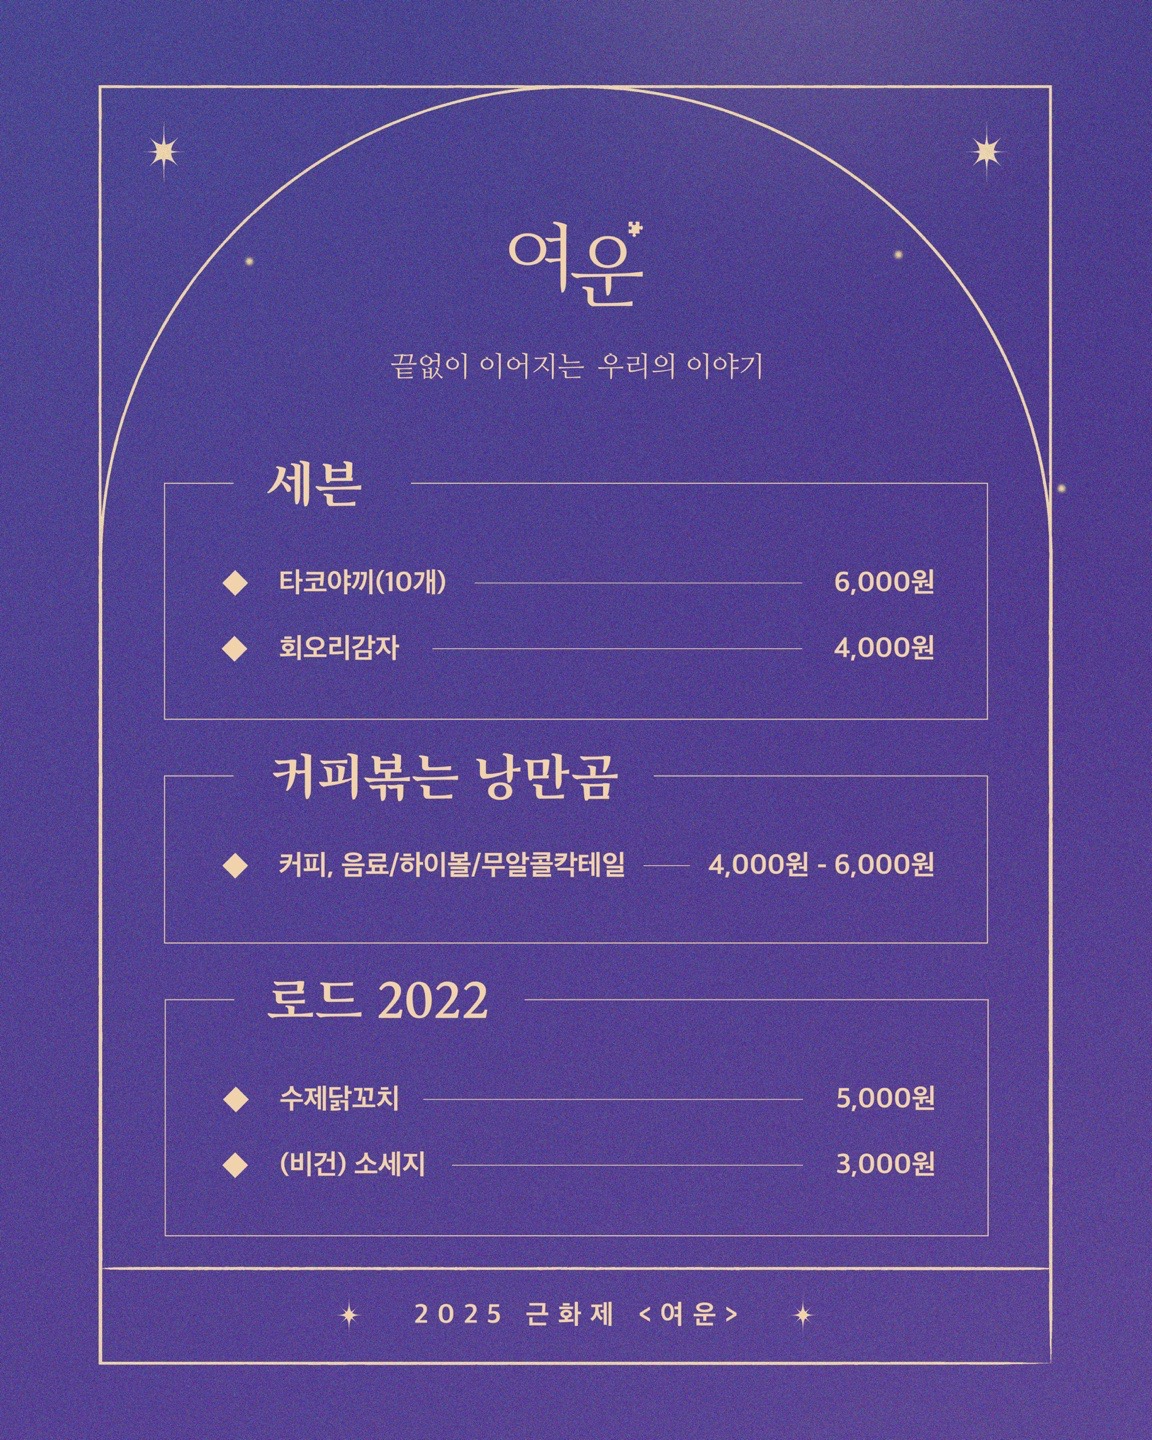 여운
끝없이 이어지는 우리의 이야기
세븐
타코야끼(10개) 6,000원
회오리감자 4,000원
커피볶는 낭만곰
커피, 음료/하이볼/무알콜칵테일 4,000원 - 6,000원
로드 2022
수제닭꼬치 5,000원
(비건) 소세지 3,000원
2025 근화제 <여운>